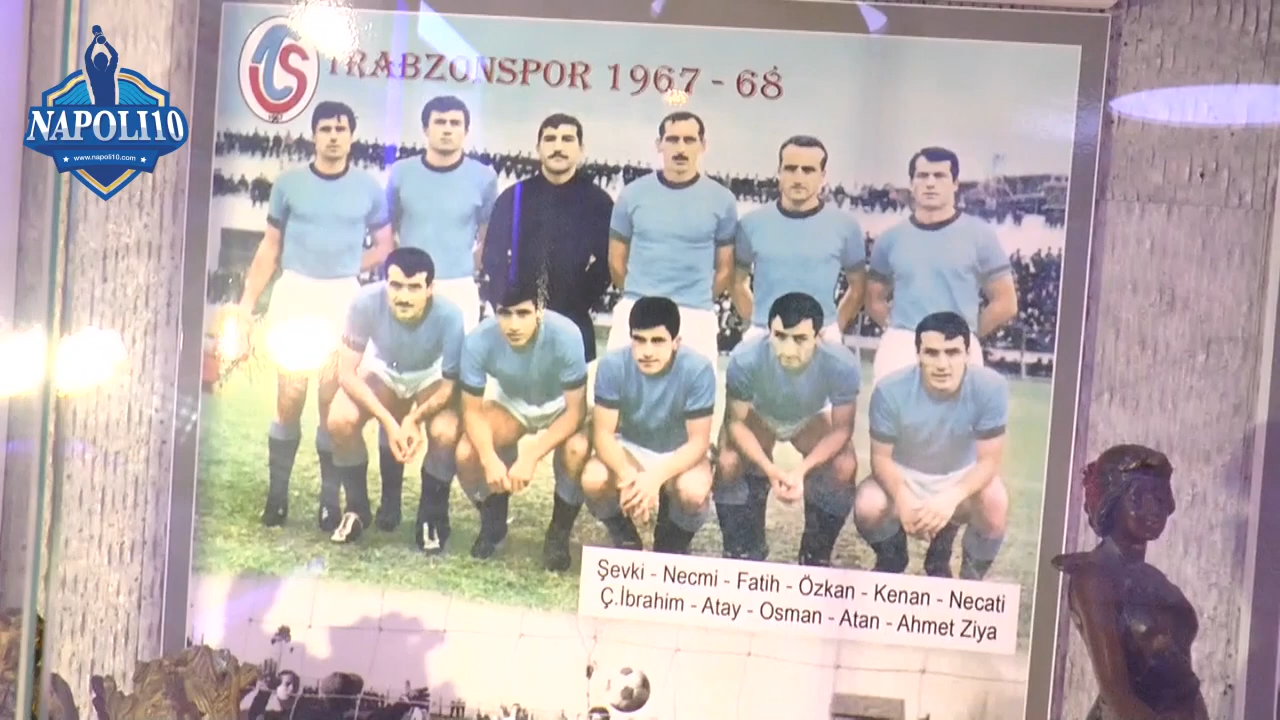 NAPOLI10
www.napoli10.com
TS
TRABZONSPOR 1967 - 68
1967
Şevki - Necmi - Fatih - Özkan - Kenan - Necati
Ç.İbrahim - Atay - Osman - Atan - Ahmet Ziya